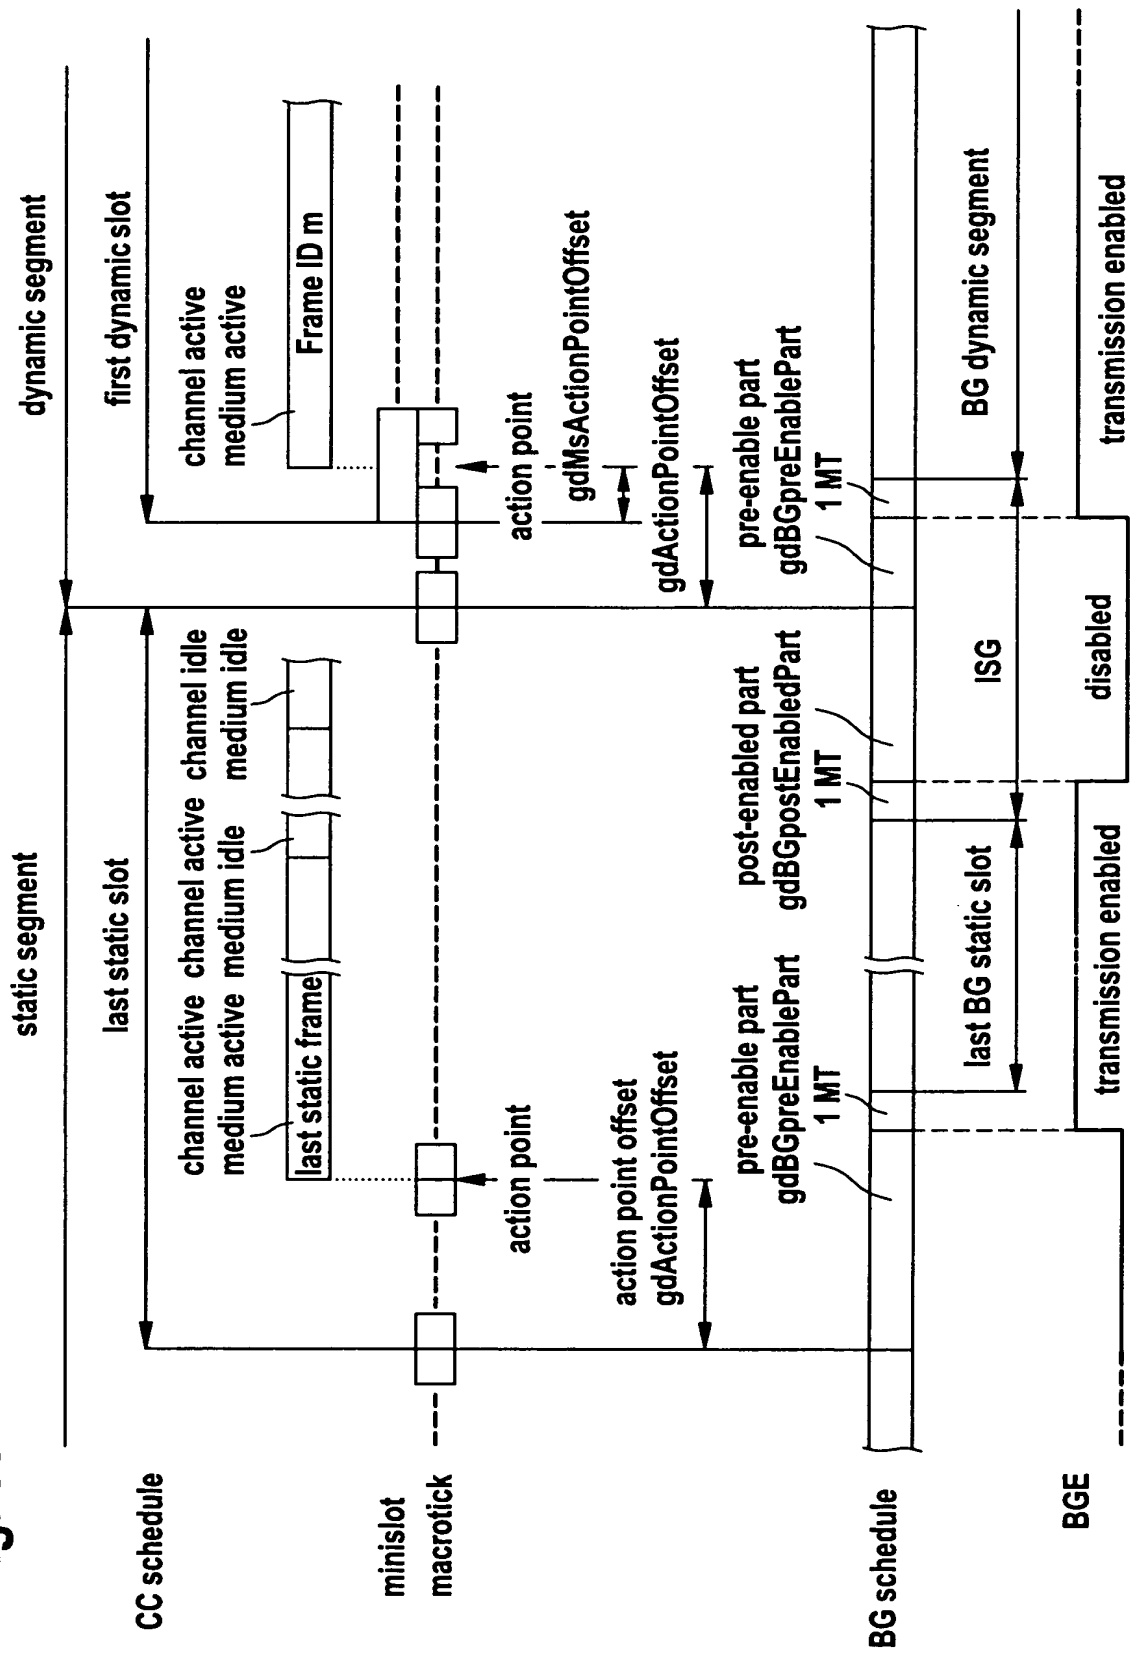 static segment
dynamic segment
CC schedule
last static slot
first dynamic slot
channel active
medium active
channel active
medium idle
channel idle
medium idle
channel active
medium active
last static frame
Frame ID m
minislot
macrotick
action point
action point
action point offset
gdActionPointOffset
gdMsActionPointOffset
gdActionPointOffset
pre-enable part
gdBGpreEnablePart
1 MT
post-enabled part
gdBGpostEnabledPart
1 MT
pre-enable part
gdBGpreEnablePart
1 MT
BG schedule
last BG static slot
ISG
BG dynamic segment
BGE
transmission enabled
disabled
transmission enabled